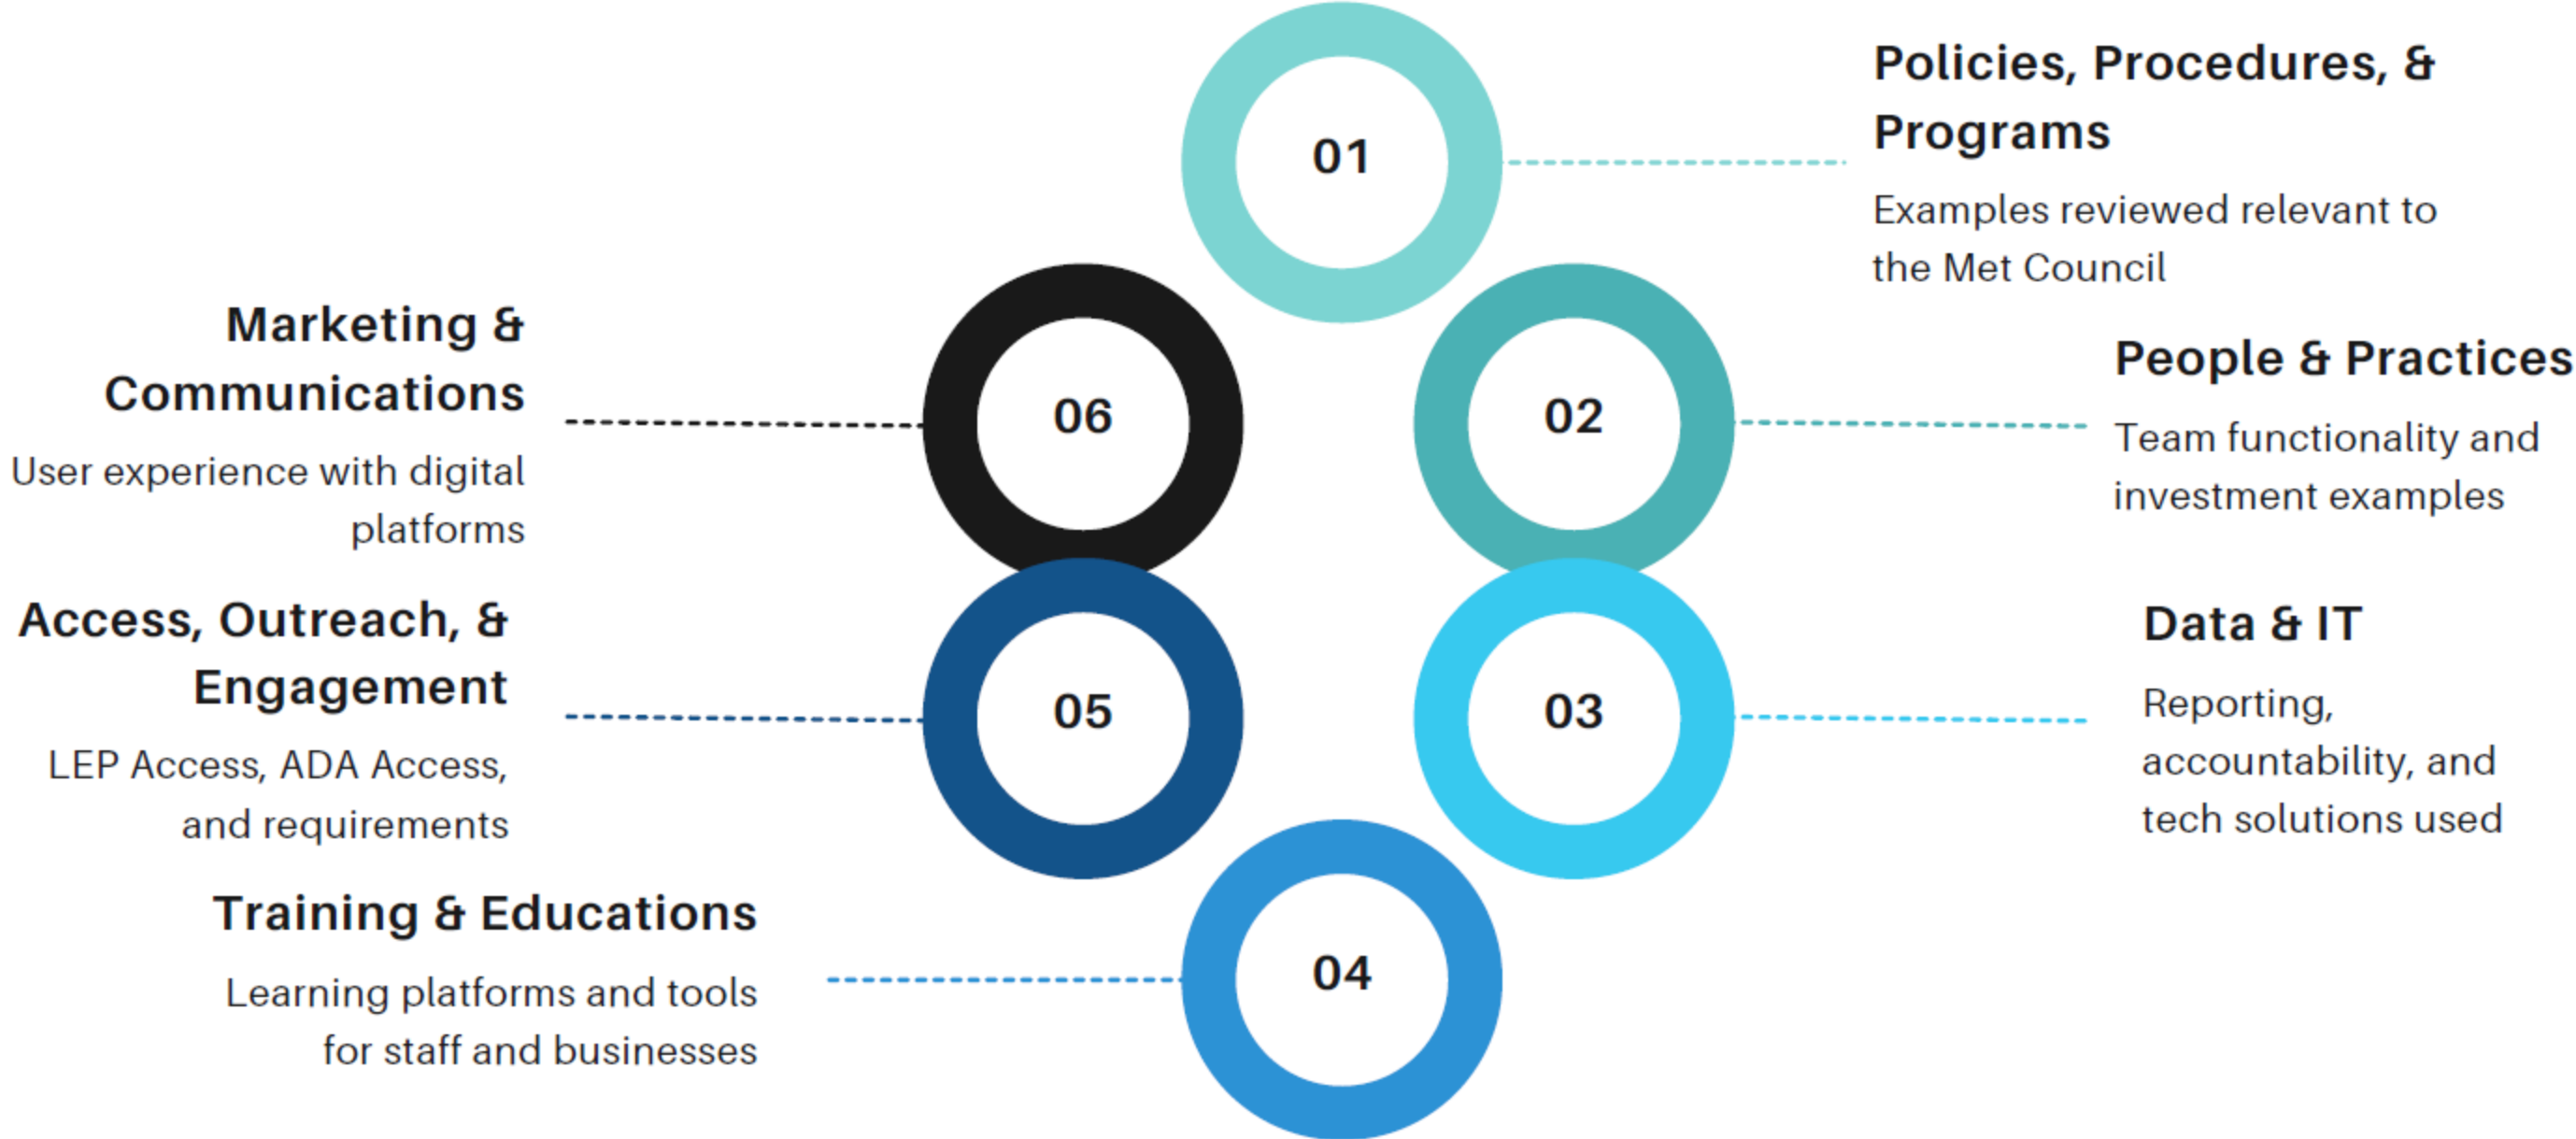 01
Policies, Procedures, &
Programs
Examples reviewed relevant to
the Met Council
02
People & Practices
Team functionality and
investment examples
03
Data & IT
Reporting,
accountability, and
tech solutions used
04
Training & Educations
Learning platforms and tools
for staff and businesses
05
Access, Outreach, &
Engagement
LEP Access, ADA Access,
and requirements
06
Marketing &
Communications
User experience with digital
platforms